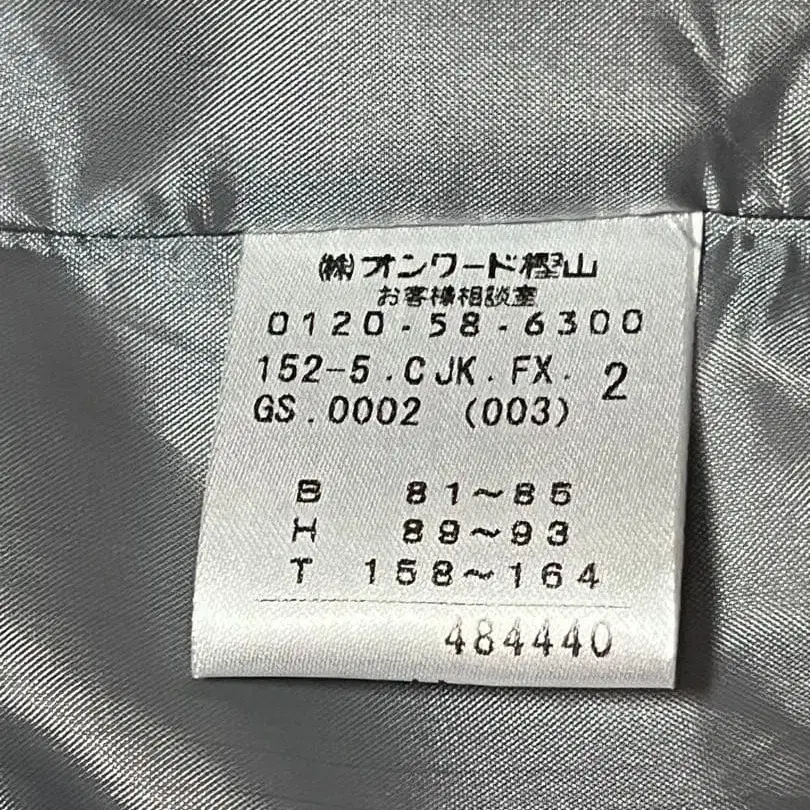 ㈱オンワード樫山
お客様相談室
0120-58-6300
152-5.CJK.FX. 2
GS.0002 (003)
B 81~85
H 89~93
T 158~164
484440